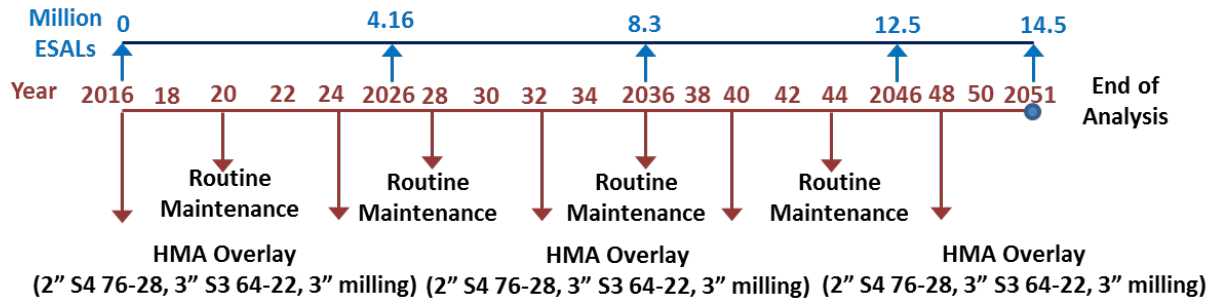 Million 0 4.16 8.3 12.5 14.5
ESALs
Year 2016 18 20 22 24 2026 28 30 32 34 2036 38 40 42 44 2046 48 50 2051 End of
Analysis
Routine Routine Routine Routine
Maintenance Maintenance Maintenance Maintenance
HMA Overlay HMA Overlay HMA Overlay
(2” S4 76-28, 3” S3 64-22, 3” milling) (2” S4 76-28, 3” S3 64-22, 3” milling) (2” S4 76-28, 3” S3 64-22, 3” milling)